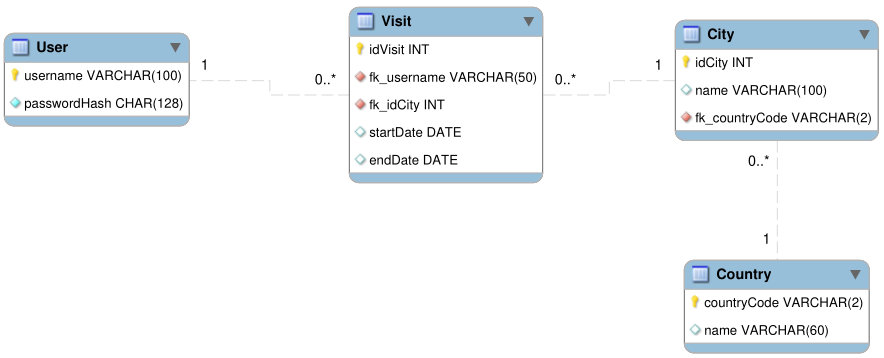 User
username VARCHAR(100)
passwordHash CHAR(128)
1
0..*
Visit
idVisit INT
fk_username VARCHAR(50)
fk_idCity INT
startDate DATE
endDate DATE
0..*
1
City
idCity INT
name VARCHAR(100)
fk_countryCode VARCHAR(2)
0..*
1
Country
countryCode VARCHAR(2)
name VARCHAR(60)